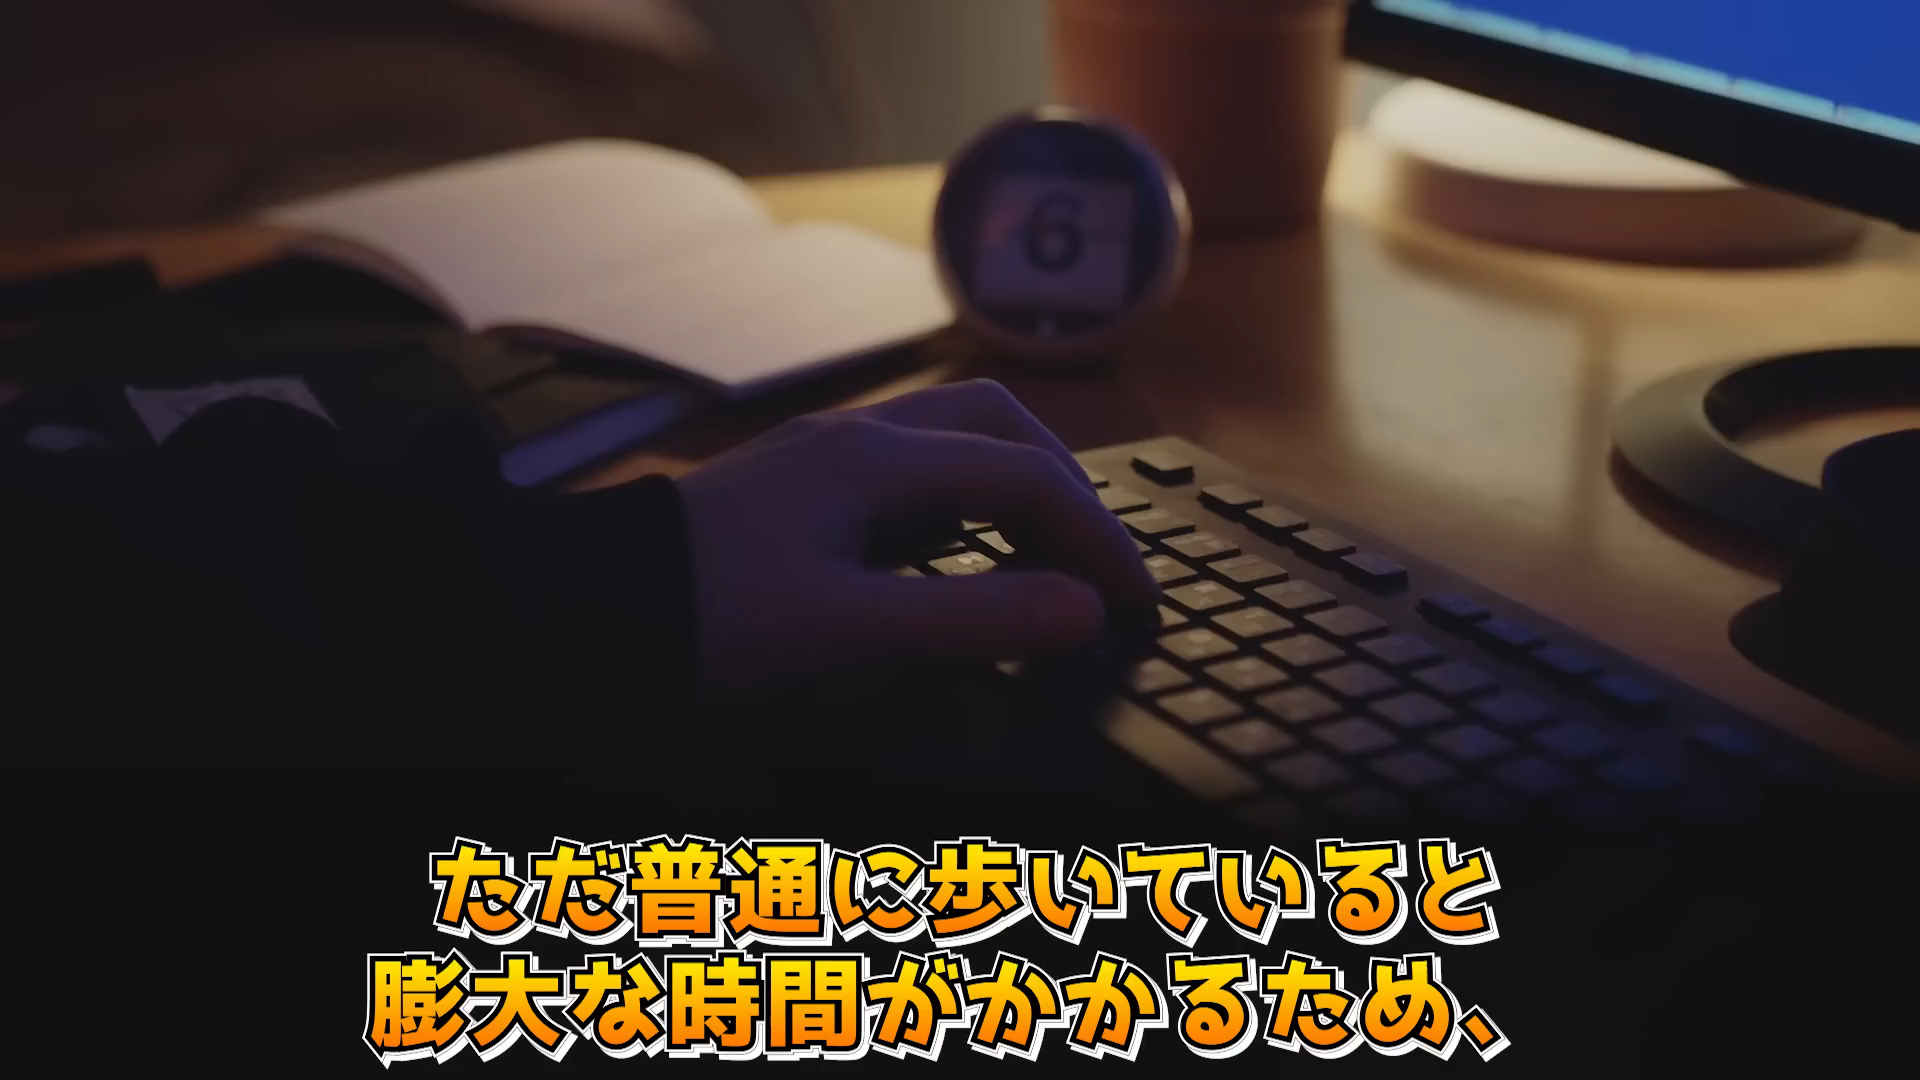 6
ただ普通に歩いていると
膨大な時間がかかるため、